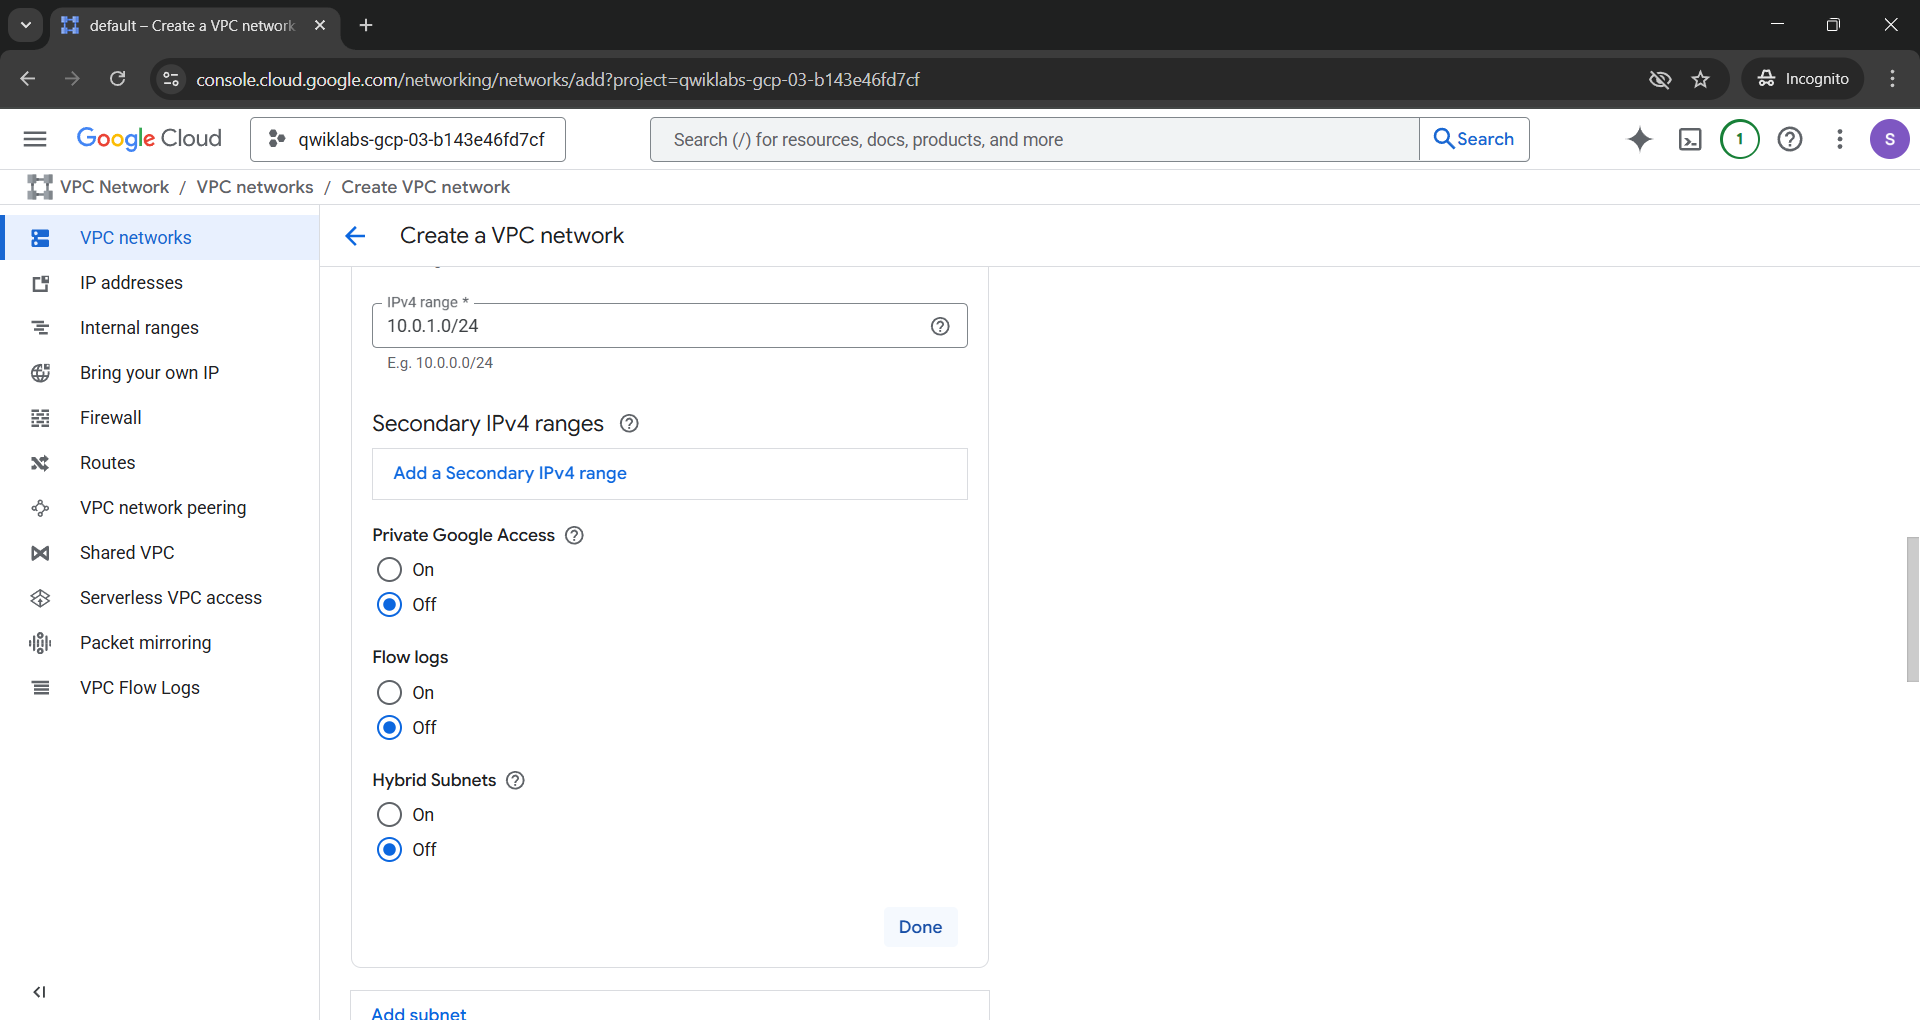 default – Create a VPC network
console.cloud.google.com/networking/networks/add?project=qwiklabs-gcp-03-b143e46fd7cf
Incognito
Google Cloud
qwiklabs-gcp-03-b143e46fd7cf
Search (/) for resources, docs, products, and more
Search
1
S
VPC Network / VPC networks / Create VPC network
VPC networks
IP addresses
Internal ranges
Bring your own IP
Firewall
Routes
VPC network peering
Shared VPC
Serverless VPC access
Packet mirroring
VPC Flow Logs
Create a VPC network
IPv4 range *
10.0.1.0/24
E.g. 10.0.0.0/24
Secondary IPv4 ranges
Add a Secondary IPv4 range
Private Google Access
On
Off
Flow logs
On
Off
Hybrid Subnets
On
Off
Done
Add subnet